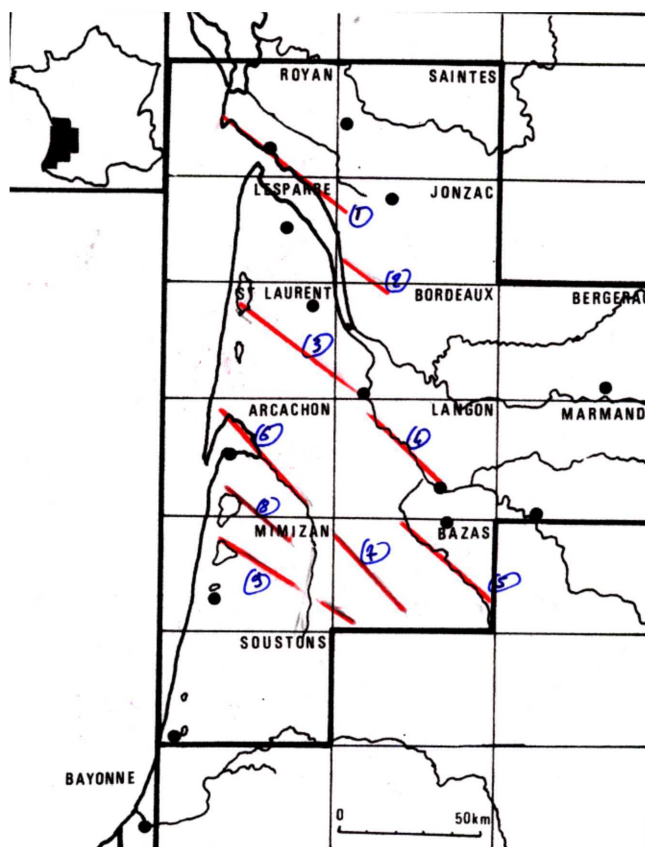 ROYAN SAINTES
LESPARRE JONZAC
①
②
ST LAURENT BORDEAUX BERGERAC
③
ARCACHON LANGON MARMAND
⑥ ④
⑧
MIMIZAN BAZAS
⑦
⑨ ⑤
SOUSTONS
BAYONNE
0 50km